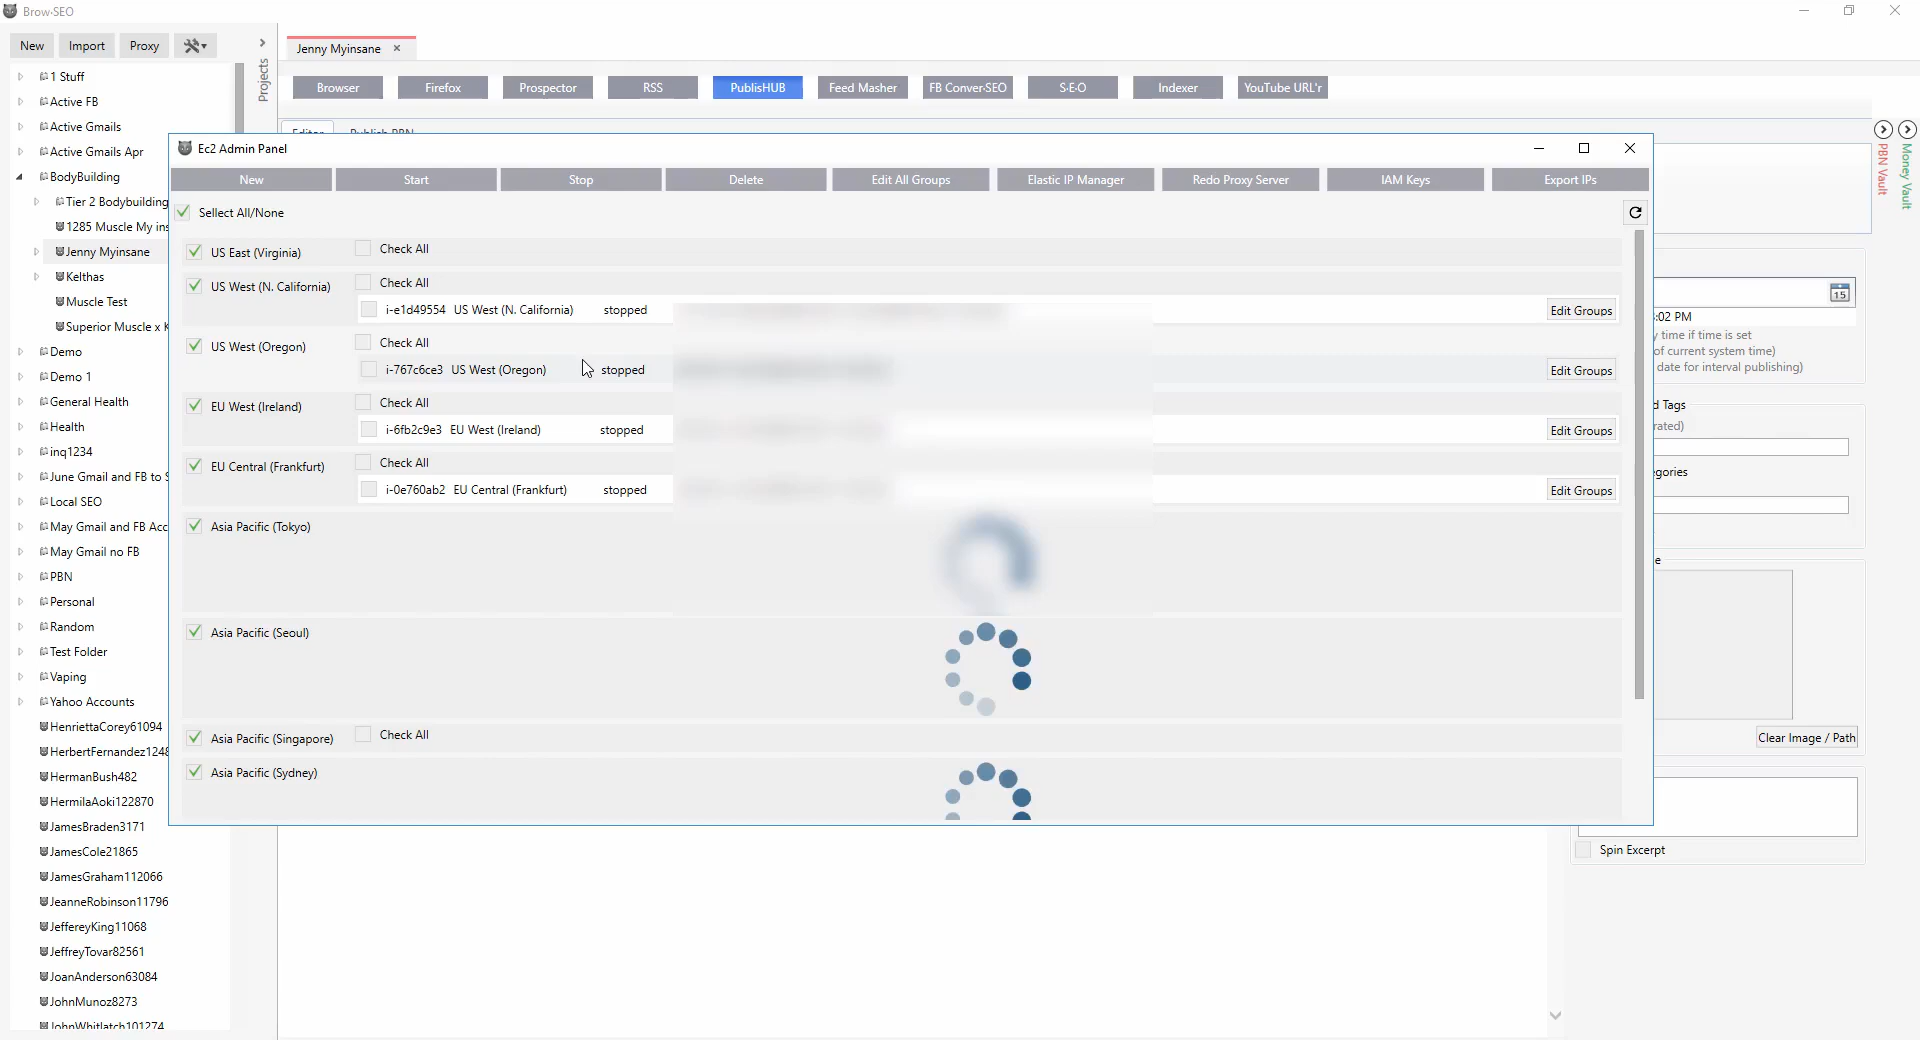 Brow·SEO
New Import Proxy
Projects
Jenny Myinsane
Browser Firefox Prospector RSS PublisHUB Feed Masher FB Conver·SEO S·E·O Indexer YouTube URL'r
Editor Publish PBN
1 Stuff
Active FB
Active Gmails
Active Gmails Apr
BodyBuilding
Tier 2 Bodybuilding
1285 Muscle My ins
Jenny Myinsane
Kelthas
Muscle Test
Superior Muscle x
Demo
Demo 1
General Health
Health
inq1234
June Gmail and FB to
Local SEO
May Gmail and FB Acc
May Gmail no FB
PBN
Personal
Random
Test Folder
Vaping
Yahoo Accounts
HenriettaCorey61094
HerbertFernandez1248
HermanBush482
HermilaAoki122870
JamesBraden3171
JamesCole21865
JamesGraham112066
JeanneRobinson11796
JeffereyKing11068
JeffreyTovar82561
JoanAnderson63084
JohnMunoz8273
JohnWhitlatch101274
Ec2 Admin Panel
New Start Stop Delete Edit All Groups Elastic IP Manager Redo Proxy Server IAM Keys Export IPs
Sellect All/None
US East (Virginia) Check All
US West (N. California) Check All
i-e1d49554 US West (N. California) stopped Edit Groups
US West (Oregon) Check All
i-767c6ce3 US West (Oregon) stopped Edit Groups
EU West (Ireland) Check All
i-6fb2c9e3 EU West (Ireland) stopped Edit Groups
EU Central (Frankfurt) Check All
i-0e760ab2 EU Central (Frankfurt) stopped Edit Groups
Asia Pacific (Tokyo)
Asia Pacific (Seoul)
Asia Pacific (Singapore) Check All
Asia Pacific (Sydney)
PBN Vault
Money Vault
15
:02 PM
y time if time is set
of current system time)
date for interval publishing)
d Tags
rated)
egories
e
Clear Image / Path
Spin Excerpt